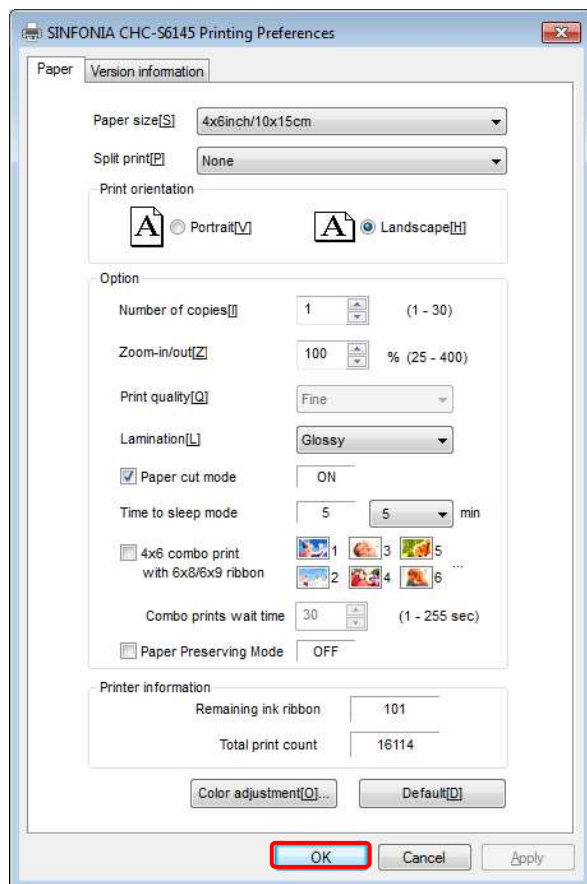 SINFONIA CHC-S6145 Printing Preferences
Paper Version information
Paper size[S] 4x6inch/10x15cm
Split print[P] None
Print orientation
A Portrait[V] A Landscape[H]
Option
Number of copies[I] 1 (1 - 30)
Zoom-in/out[Z] 100 % (25 - 400)
Print quality[Q] Fine
Lamination[L] Glossy
Paper cut mode ON
Time to sleep mode 5 5 min
4x6 combo print 1 3 5
with 6x8/6x9 ribbon 2 4 6 ...
Combo prints wait time 30 (1 - 255 sec)
Paper Preserving Mode OFF
Printer information
Remaining ink ribbon 101
Total print count 16114
Color adjustment[O]... Default[D]
OK Cancel Apply